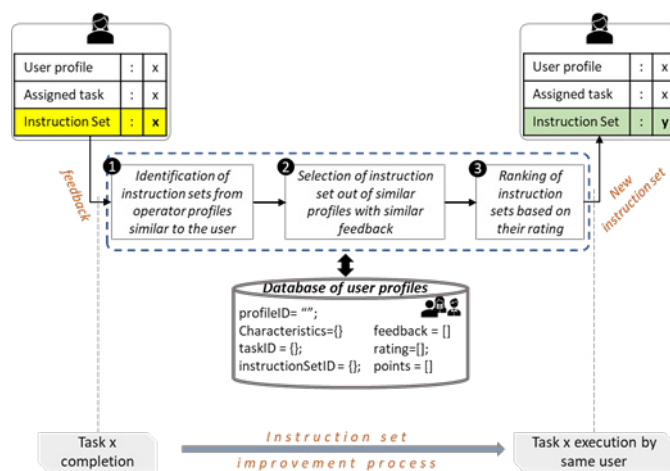 User profile : x
Assigned task : x
Instruction Set : x
User profile : x
Assigned task : x
Instruction Set : y
feedback
1
Identification of
instruction sets from
operator profiles
similar to the user
2
Selection of instruction
set out of similar
profiles with similar
feedback
3
Ranking of
instruction
sets based on
their rating
New
instruction set
Database of user profiles
profileID= "";
Characteristics={} feedback = []
taskID = {}; rating=[];
instructionSetID = {}; points = []
Task x
completion
Instruction set
improvement process
Task x execution by
same user